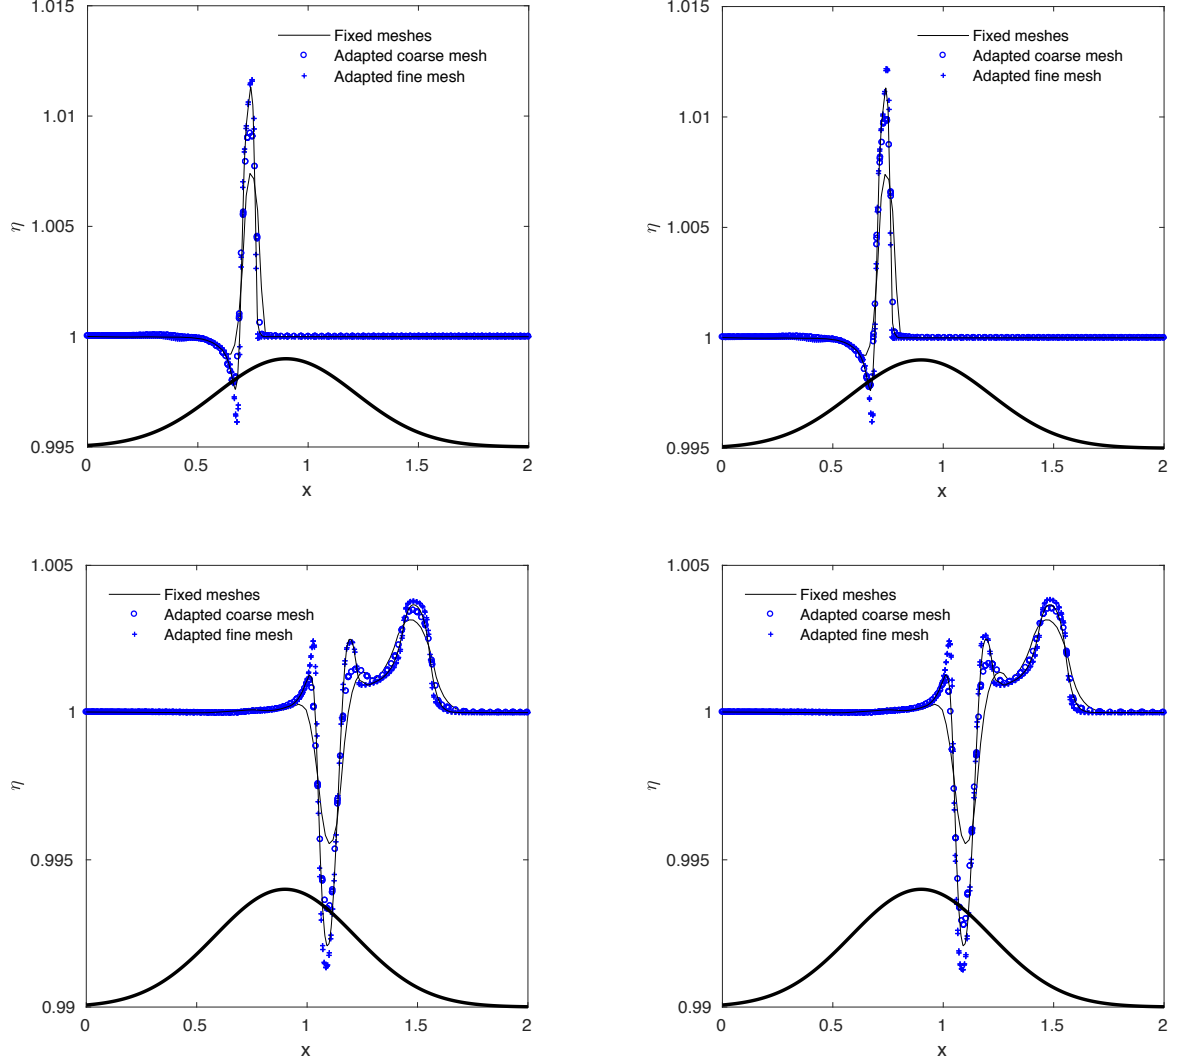 1.015
Fixed meshes
Adapted coarse mesh
Adapted fine mesh
1.01
η
1.005
1
0.995
0
0.5
1
1.5
2
x
1.015
Fixed meshes
Adapted coarse mesh
Adapted fine mesh
1.01
η
1.005
1
0.995
0
0.5
1
1.5
2
x
1.005
Fixed meshes
Adapted coarse mesh
Adapted fine mesh
1
η
0.995
0.99
0
0.5
1
1.5
2
x
1.005
Fixed meshes
Adapted coarse mesh
Adapted fine mesh
1
η
0.995
0.99
0
0.5
1
1.5
2
x